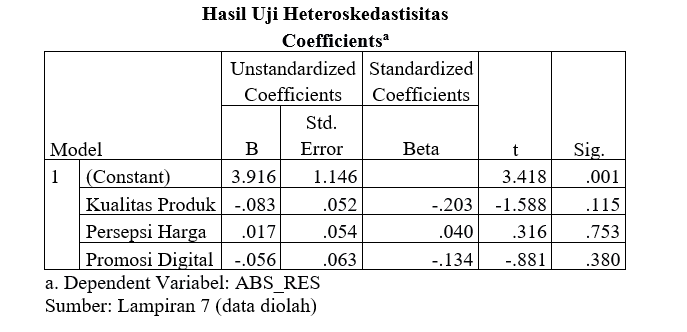 Hasil Uji Heteroskedastisitas
Coefficientsª
Unstandardized Standardized
Coefficients Coefficients
Std.
Model B Error Beta t Sig.
1 (Constant) 3.916 1.146 3.418 .001
Kualitas Produk -.083 .052 -.203 -1.588 .115
Persepsi Harga .017 .054 .040 .316 .753
Promosi Digital -.056 .063 -.134 -.881 .380
a. Dependent Variabel: ABS_RES
Sumber: Lampiran 7 (data diolah)